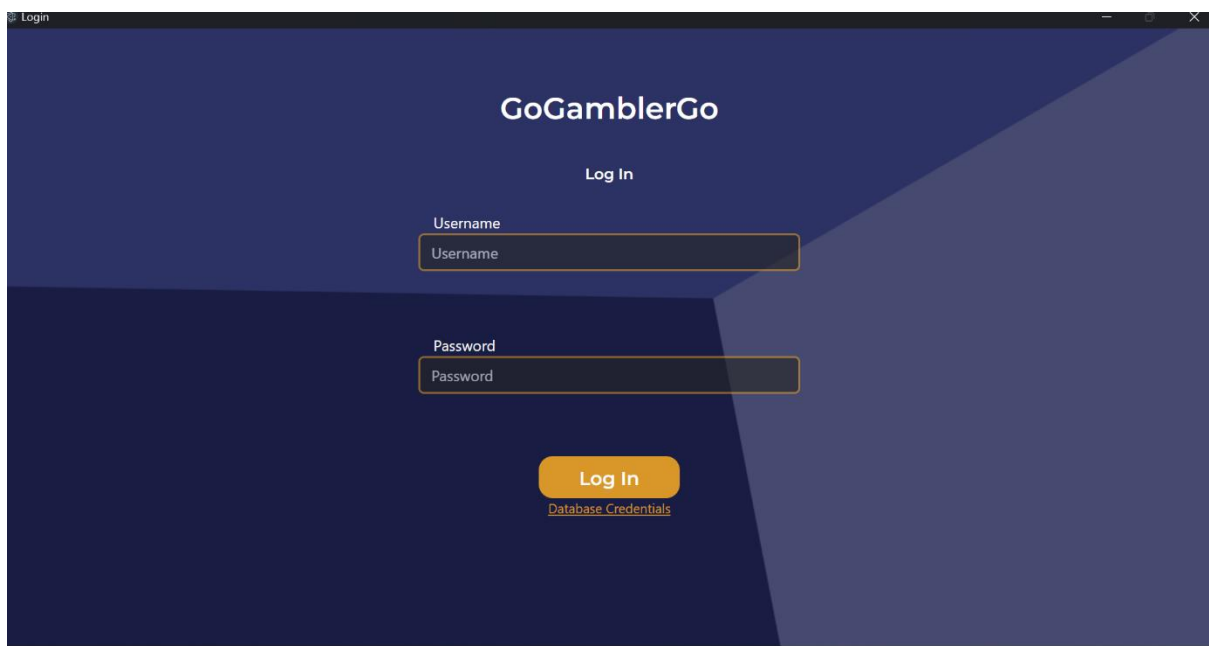 Login
GoGamblerGo
Log In
Username
Username
Password
Password
Log In
Database Credentials